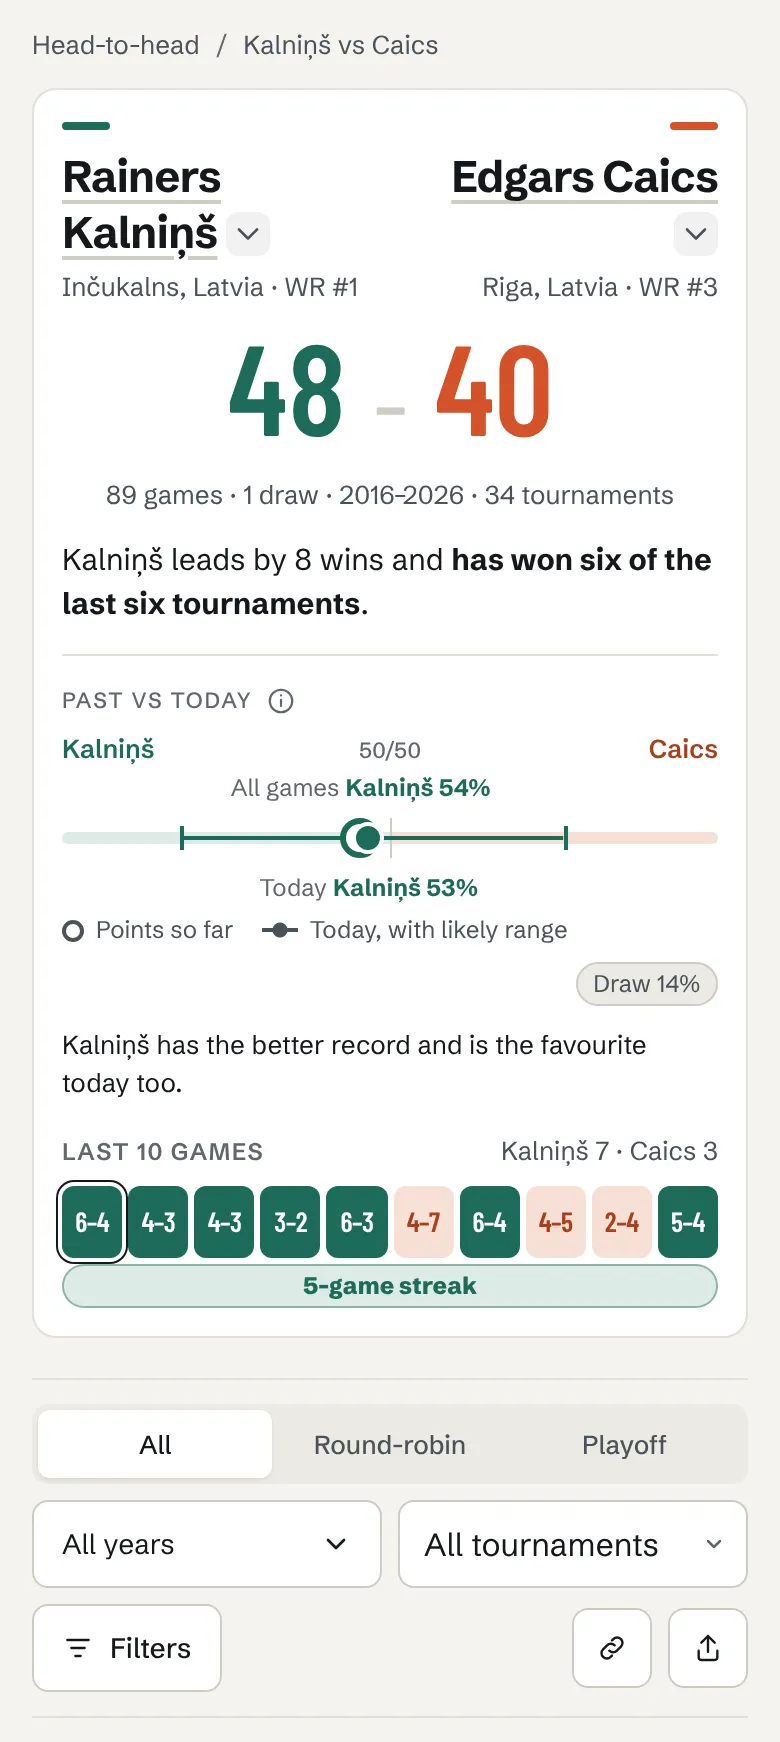 Head-to-head / Kalniņš vs Caics
Rainers Kalniņš
Edgars Caics
Inčukalns, Latvia · WR #1
Riga, Latvia · WR #3
48 – 40
89 games · 1 draw · 2016–2026 · 34 tournaments
Kalniņš leads by 8 wins and has won six of the
last six tournaments.
PAST VS TODAY
Kalniņš 50/50 Caics
All games Kalniņš 54%
Today Kalniņš 53%
Points so far Today, with likely range
Draw 14%
Kalniņš has the better record and is the favourite
today too.
LAST 10 GAMES Kalniņš 7 · Caics 3
6–4 4–3 4–3 3–2 6–3 4–7 6–4 4–5 2–4 5–4
5-game streak
All Round-robin Playoff
All years All tournaments
Filters